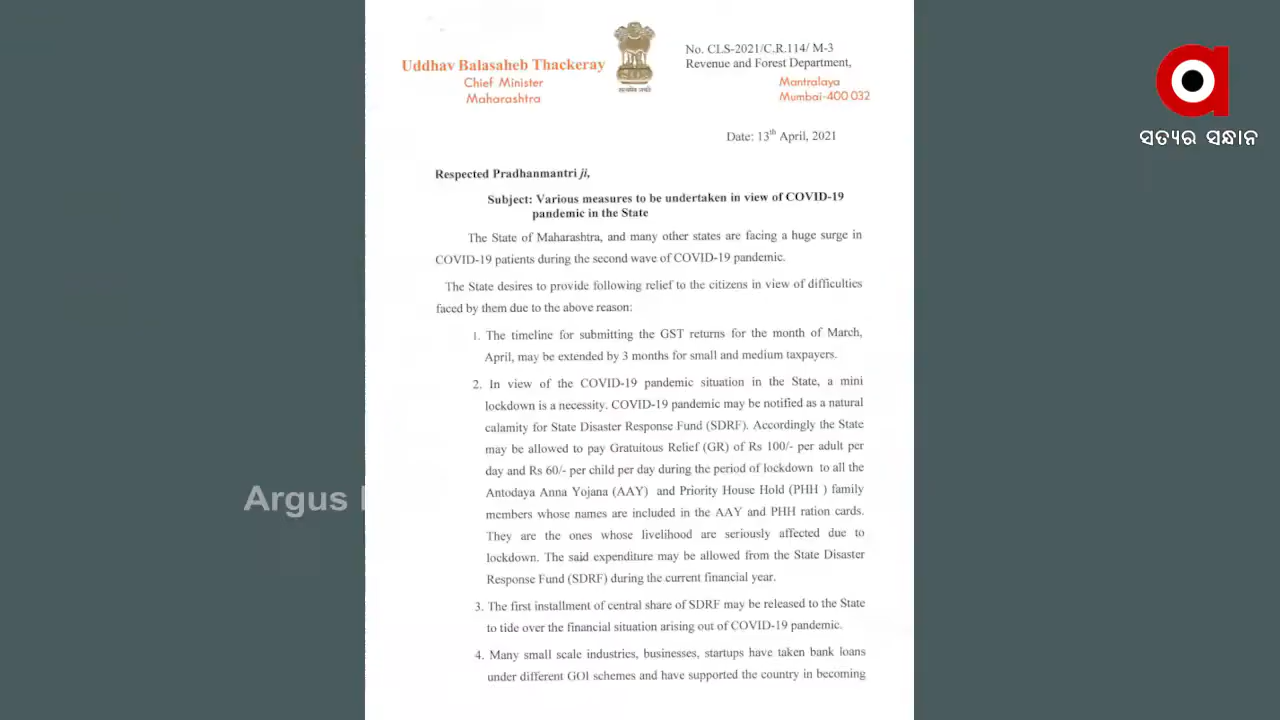 Uddhav Balasaheb Thackeray
Chief Minister
Maharashtra
सत्यमेव जयते
No. CLS-2021/C.R.114/ M-3
Revenue and Forest Department,
Mantralaya
Mumbai-400 032
ସତ୍ୟର ସନ୍ଧାନ
Date: 13th April, 2021
Respected Pradhanmantri ji,
Subject: Various measures to be undertaken in view of COVID-19
pandemic in the State
The State of Maharashtra, and many other states are facing a huge surge in
COVID-19 patients during the second wave of COVID-19 pandemic.
The State desires to provide following relief to the citizens in view of difficulties
faced by them due to the above reason:
1. The timeline for submitting the GST returns for the month of March,
April, may be extended by 3 months for small and medium taxpayers.
2. In view of the COVID-19 pandemic situation in the State, a mini
lockdown is a necessity. COVID-19 pandemic may be notified as a natural
calamity for State Disaster Response Fund (SDRF). Accordingly the State
may be allowed to pay Gratuitous Relief (GR) of Rs 100/- per adult per
day and Rs 60/- per child per day during the period of lockdown to all the
Antodaya Anna Yojana (AAY) and Priority House Hold (PHH ) family
members whose names are included in the AAY and PHH ration cards.
They are the ones whose livelihood are seriously affected due to
lockdown. The said expenditure may be allowed from the State Disaster
Response Fund (SDRF) during the current financial year.
3. The first installment of central share of SDRF may be released to the State
to tide over the financial situation arising out of COVID-19 pandemic.
4. Many small scale industries, businesses, startups have taken bank loans
under different GOI schemes and have supported the country in becoming
Argus